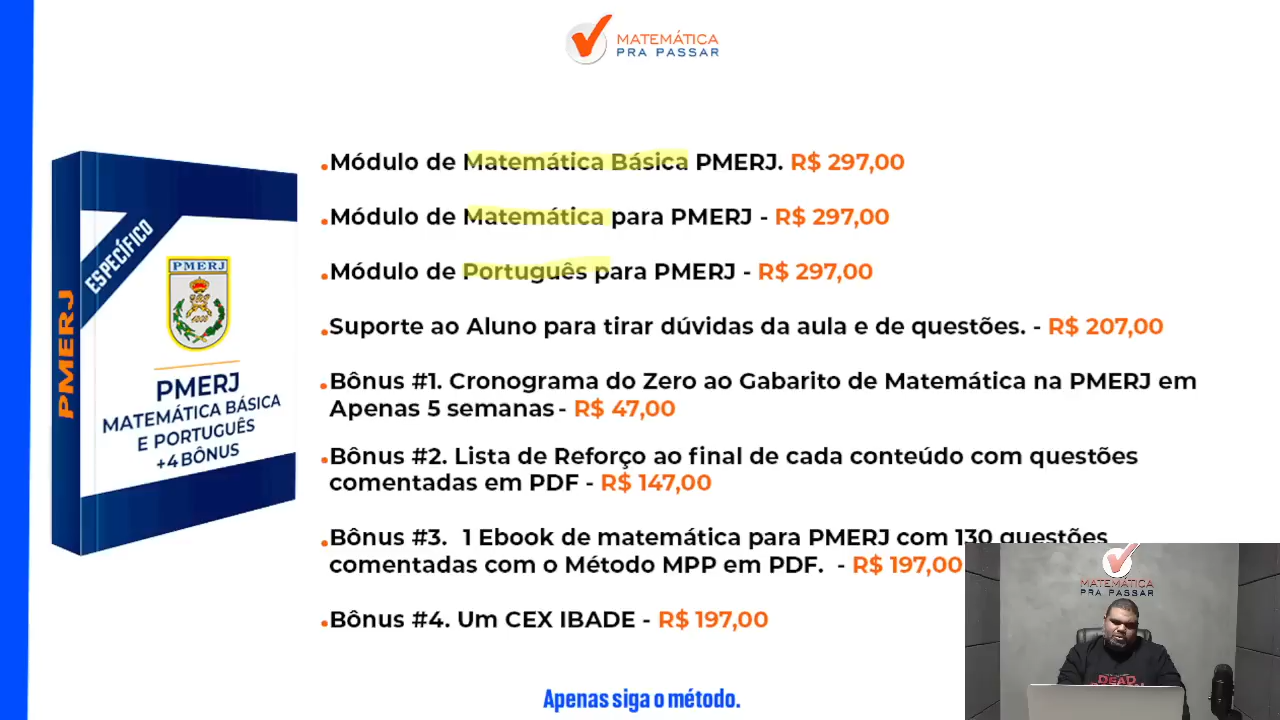 MATEMÁTICA
PRA PASSAR
.Módulo de Matemática Básica PMERJ. R$ 297,00
.Módulo de Matemática para PMERJ - R$ 297,00
.Módulo de Português para PMERJ - R$ 297,00
.Suporte ao Aluno para tirar dúvidas da aula e de questões. - R$ 207,00
.Bônus #1. Cronograma do Zero ao Gabarito de Matemática na PMERJ em
Apenas 5 semanas - R$ 47,00
.Bônus #2. Lista de Reforço ao final de cada conteúdo com questões
comentadas em PDF - R$ 147,00
.Bônus #3. 1 Ebook de matemática para PMERJ com 130 questões
comentadas com o Método MPP em PDF. - R$ 197,00
.Bônus #4. Um CEX IBADE - R$ 197,00
Apenas siga o método.
PMERJ
ESPECÍFICO
PMERJ
PMERJ
MATEMÁTICA BÁSICA
E PORTUGUÊS
+4 BÔNUS
MATEMÁTICA
PRA PASSAR
DEAD